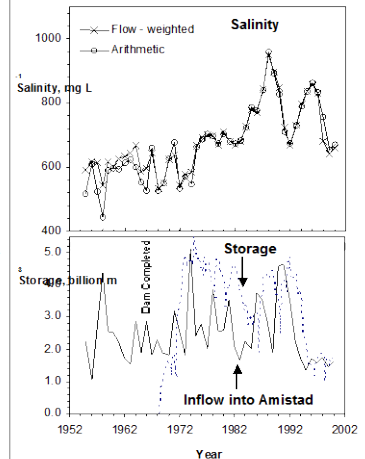 Salinity
Flow - weighted
Arithmetic
-1
Salinity, mg L
1000
800
600
400
Storage
Dam Completed
3
Storage, billion m
4.0
3.0
2.0
1.0
0.0
5.0
Inflow into Amistad
1952 1962 1972 1982 1992 2002
Year